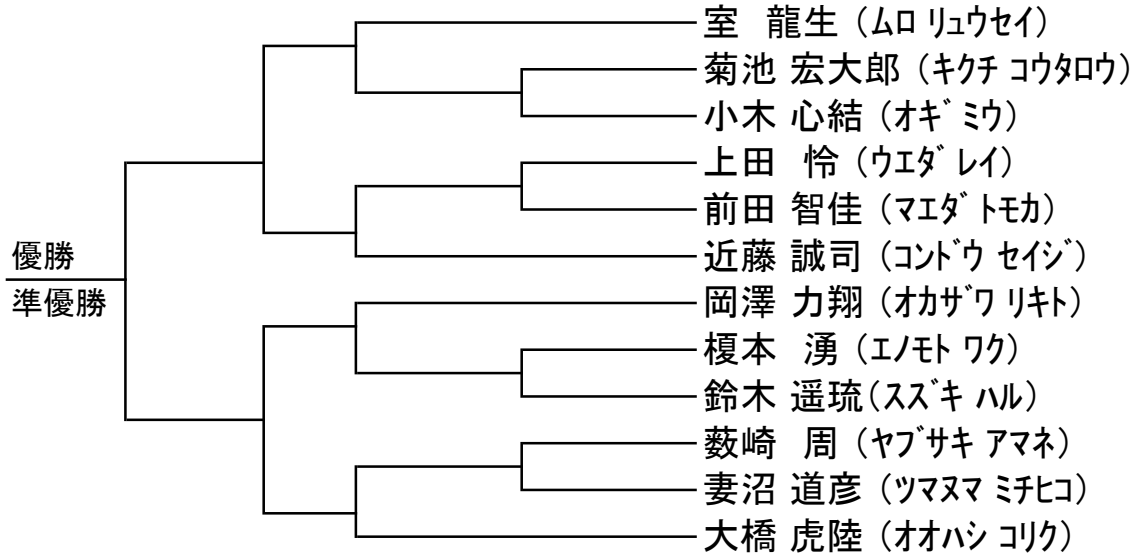 室　龍生（ムロ リュウセイ）
菊池 宏大郎（キクチ コウタロウ）
小木 心結（オギ ミウ）
上田　怜（ウエダ レイ）
前田 智佳（マエダ トモカ）
近藤 誠司（コンドウ セイジ）
優勝
準優勝
岡澤 力翔（オカザワ リキト）
榎本　湧（エノモト ワク）
鈴木 遥琉（スズキ ハル）
薮崎　周（ヤブサキ アマネ）
妻沼 道彦（ツマヌマ ミチヒコ）
大橋 虎陸（オオハシ コリク）